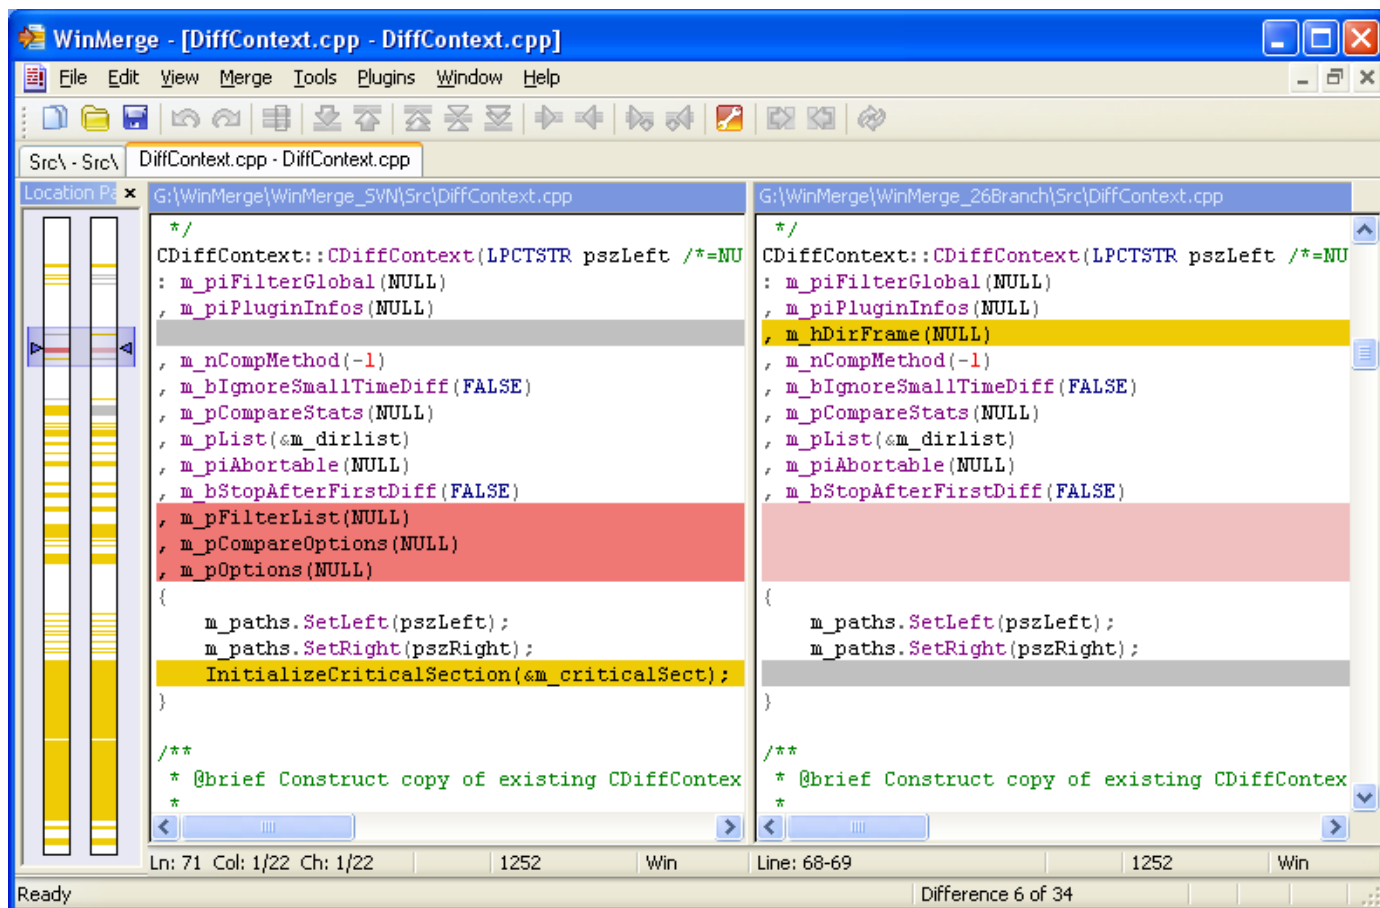 WinMerge - [DiffContext.cpp - DiffContext.cpp]
File Edit View Merge Tools Plugins Window Help
Src\ - Src\ DiffContext.cpp - DiffContext.cpp
Location Pa
G:\WinMerge\WinMerge_SVN\Src\DiffContext.cpp
*/
CDiffContext::CDiffContext(LPCTSTR pszLeft /*=NU
: m_piFilterGlobal(NULL)
, m_piPluginInfos(NULL)
, m_nCompMethod(-1)
, m_bIgnoreSmallTimeDiff(FALSE)
, m_pCompareStats(NULL)
, m_pList(&m_dirlist)
, m_piAbortable(NULL)
, m_bStopAfterFirstDiff(FALSE)
, m_pFilterList(NULL)
, m_pCompareOptions(NULL)
, m_pOptions(NULL)
{
m_paths.SetLeft(pszLeft);
m_paths.SetRight(pszRight);
InitializeCriticalSection(&m_criticalSect);
}
/**
* @brief Construct copy of existing CDiffContex
*
G:\WinMerge\WinMerge_26Branch\Src\DiffContext.cpp
*/
CDiffContext::CDiffContext(LPCTSTR pszLeft /*=NU
: m_piFilterGlobal(NULL)
, m_piPluginInfos(NULL)
, m_hDirFrame(NULL)
, m_nCompMethod(-1)
, m_bIgnoreSmallTimeDiff(FALSE)
, m_pCompareStats(NULL)
, m_pList(&m_dirlist)
, m_piAbortable(NULL)
, m_bStopAfterFirstDiff(FALSE)
{
m_paths.SetLeft(pszLeft);
m_paths.SetRight(pszRight);
}
/**
* @brief Construct copy of existing CDiffContex
*
Ln: 71 Col: 1/22 Ch: 1/22 1252 Win
Line: 68-69 1252 Win
Ready Difference 6 of 34